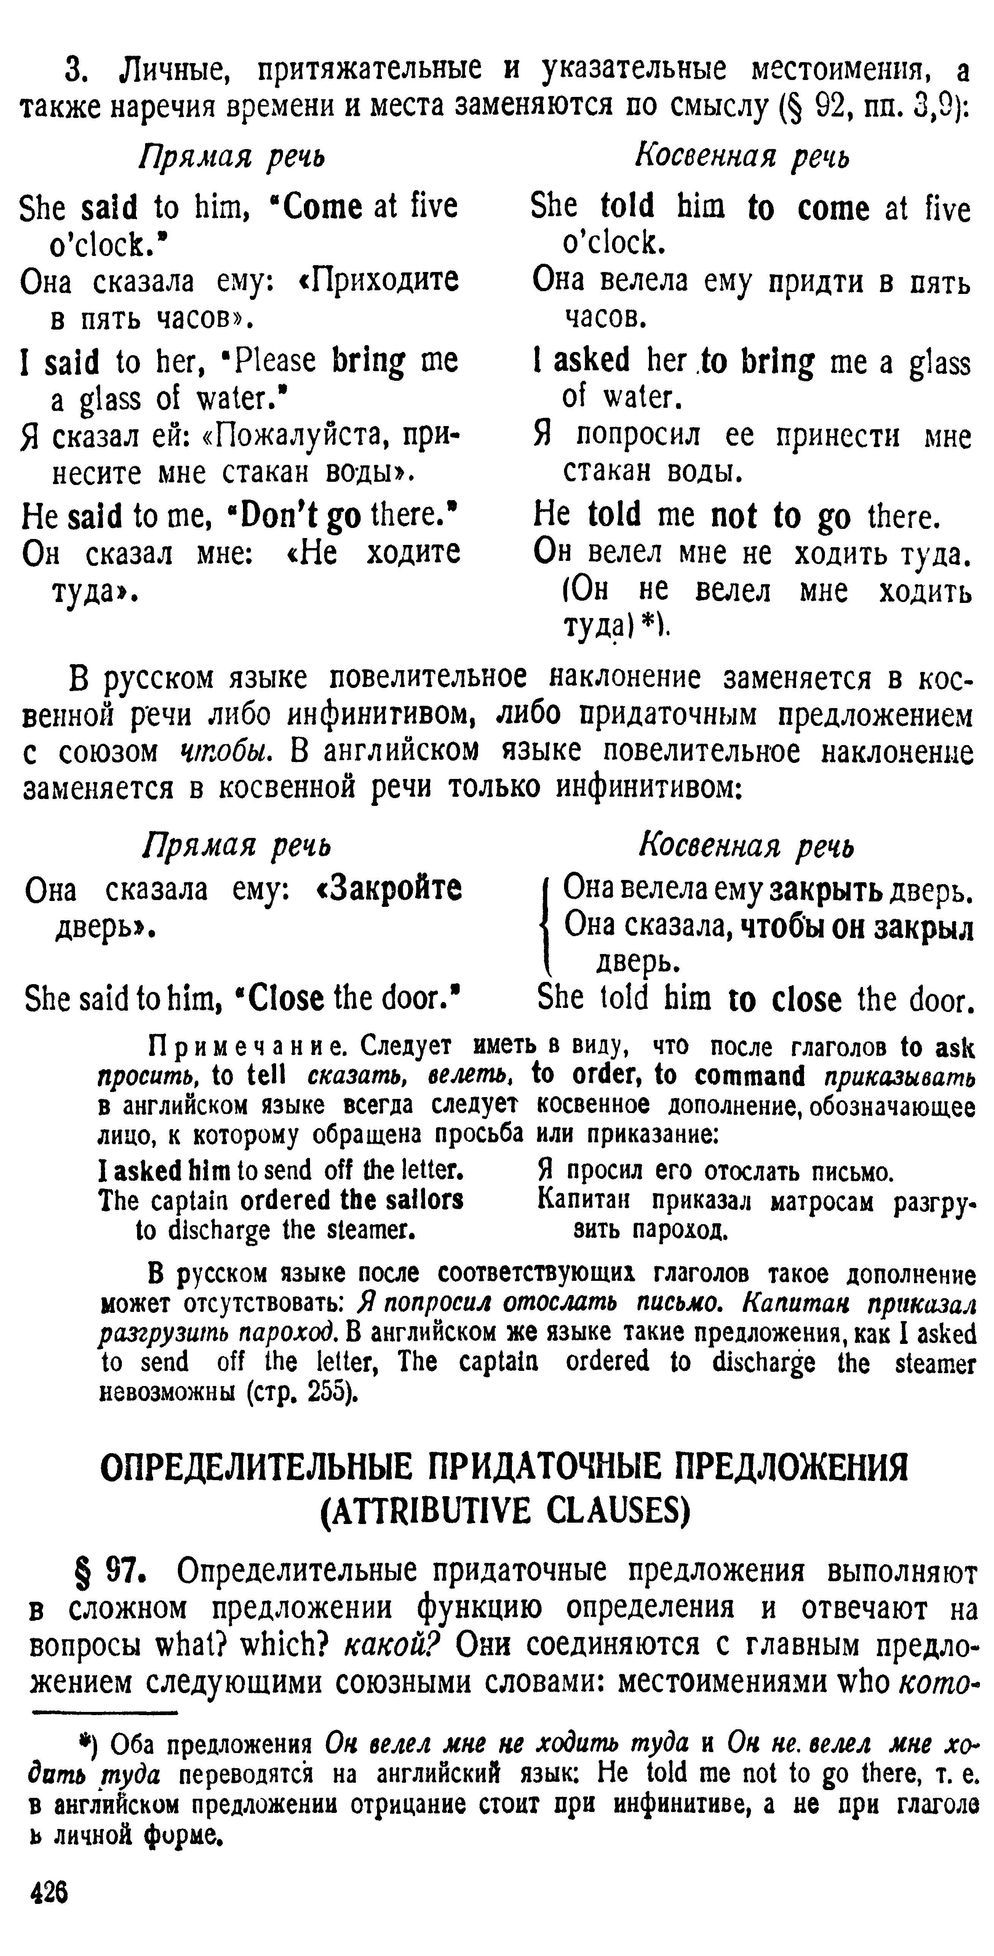 3. Личные, притяжательные и указательные местоимения, а
также наречия времени и места заменяются по смыслу (§ 92, пп. 3,9):
Прямая речь
She said to him, “Come at five
o’clock.”
Она сказала ему: «Приходите
в пять часов».
I said to her, “Please bring me
a glass of water.”
Я сказал ей: «Пожалуйста, при-
несите мне стакан воды».
He said to me, “Don’t go there.”
Он сказал мне: «Не ходите
туда».
Косвенная речь
She told him to come at five
o’clock.
Она велела ему придти в пять
часов.
I asked her to bring me a glass
of water.
Я попросил ее принести мне
стакан воды.
He told me not to go there.
Он велел мне не ходить туда.
(Он не велел мне ходить
туда)*).
В русском языке повелительное наклонение заменяется в кос-
венной речи либо инфинитивом, либо придаточным предложением
с союзом чтобы. В английском языке повелительное наклонение
заменяется в косвенной речи только инфинитивом:
Прямая речь
Она сказала ему: «Закройте
дверь».
She said to him, “Close the door.”
Косвенная речь
Она велела ему закрыть дверь.
Она сказала, чтобы он закрыл
дверь.
She told him to close the door.
Примечание. Следует иметь в виду, что после глаголов to ask
просить, to tell сказать, велеть, to order, to command приказывать
в английском языке всегда следует косвенное дополнение, обозначающее
лицо, к которому обращена просьба или приказание:
I asked him to send off the letter.
The captain ordered the sailors
to discharge the steamer.
Я просил его отослать письмо.
Капитан приказал матросам разгру-
зить пароход.
В русском языке после соответствующих глаголов такое дополнение
может отсутствовать: Я попросил отослать письмо. Капитан приказал
разгрузить пароход. В английском же языке такие предложения, как I asked
to send off the letter, The captain ordered to discharge the steamer
невозможны (стр. 255).
ОПРЕДЕЛИТЕЛЬНЫЕ ПРИДАТОЧНЫЕ ПРЕДЛОЖЕНИЯ
(ATTRIBUTIVE CLAUSES)
§ 97. Определительные придаточные предложения выполняют
в сложном предложении функцию определения и отвечают на
вопросы what? which? какой? Они соединяются с главным предло-
жением следующими союзными словами: местоимениями who кото-
*) Оба предложения Он велел мне не ходить туда и Он не велел мне хо-
дить туда переводятся на английский язык: He told me not to go there, т. е.
в английском предложении отрицание стоит при инфинитиве, а не при глаголе
в личной форме.
426